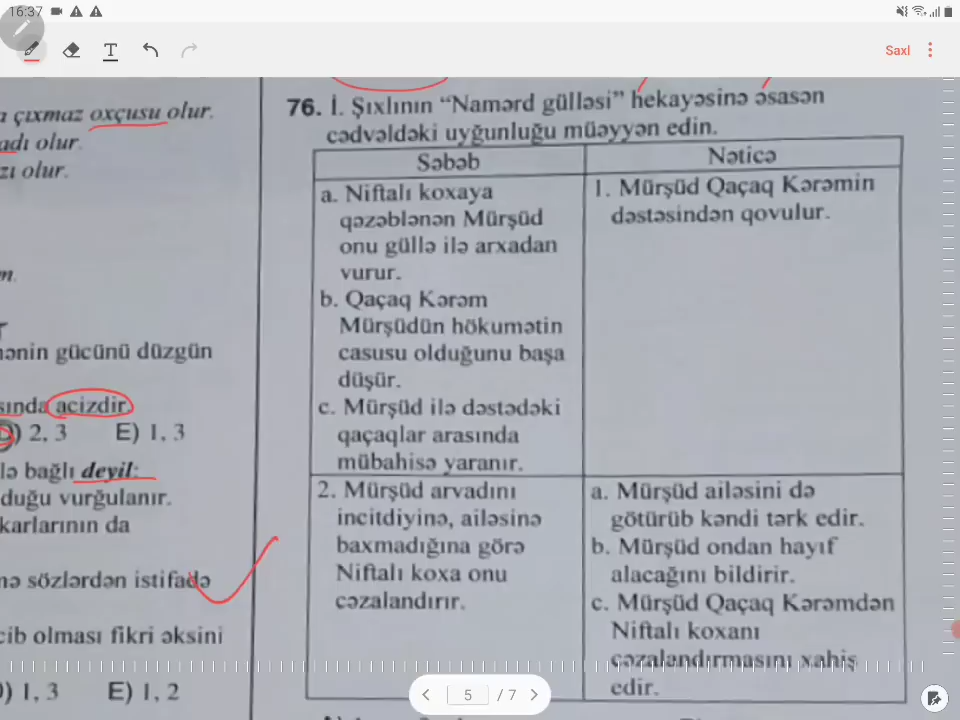 16:37
Saxl
a çıxmaz oxçusu olur.
adı olur.
zı olur.
m.
mənin gücünü düzgün
sında acizdir.
D) 2, 3 E) 1, 3
lə bağlı deyil:
duğu vurğulanır.
karlarının da
mə sözlərdən istifadə
cib olması fikri əksini
D) 1, 3 E) 1, 2
76. İ. Şıxlının “Namərd gülləsi” hekayəsinə əsasən
cədvəldəki uyğunluğu müəyyən edin.
Səbəb
Nəticə
a. Niftalı koxaya
qəzəblənən Mürşüd
onu güllə ilə arxadan
vurur.
b. Qaçaq Kərəm
Mürşüdün hökumətin
casusu olduğunu başa
düşür.
c. Mürşüd ilə dəstədəki
qaçaqlar arasında
mübahisə yaranır.
1. Mürşüd Qaçaq Kərəmin
dəstəsindən qovulur.
2. Mürşüd arvadını
incitdiyinə, ailəsinə
baxmadığına görə
Niftalı koxa onu
cəzalandırır.
a. Mürşüd ailəsini də
götürüb kəndi tərk edir.
b. Mürşüd ondan hayıf
alacağını bildirir.
c. Mürşüd Qaçaq Kərəmdən
Niftalı koxanı
cəzalandırmasını xahiş
edir.
5 / 7